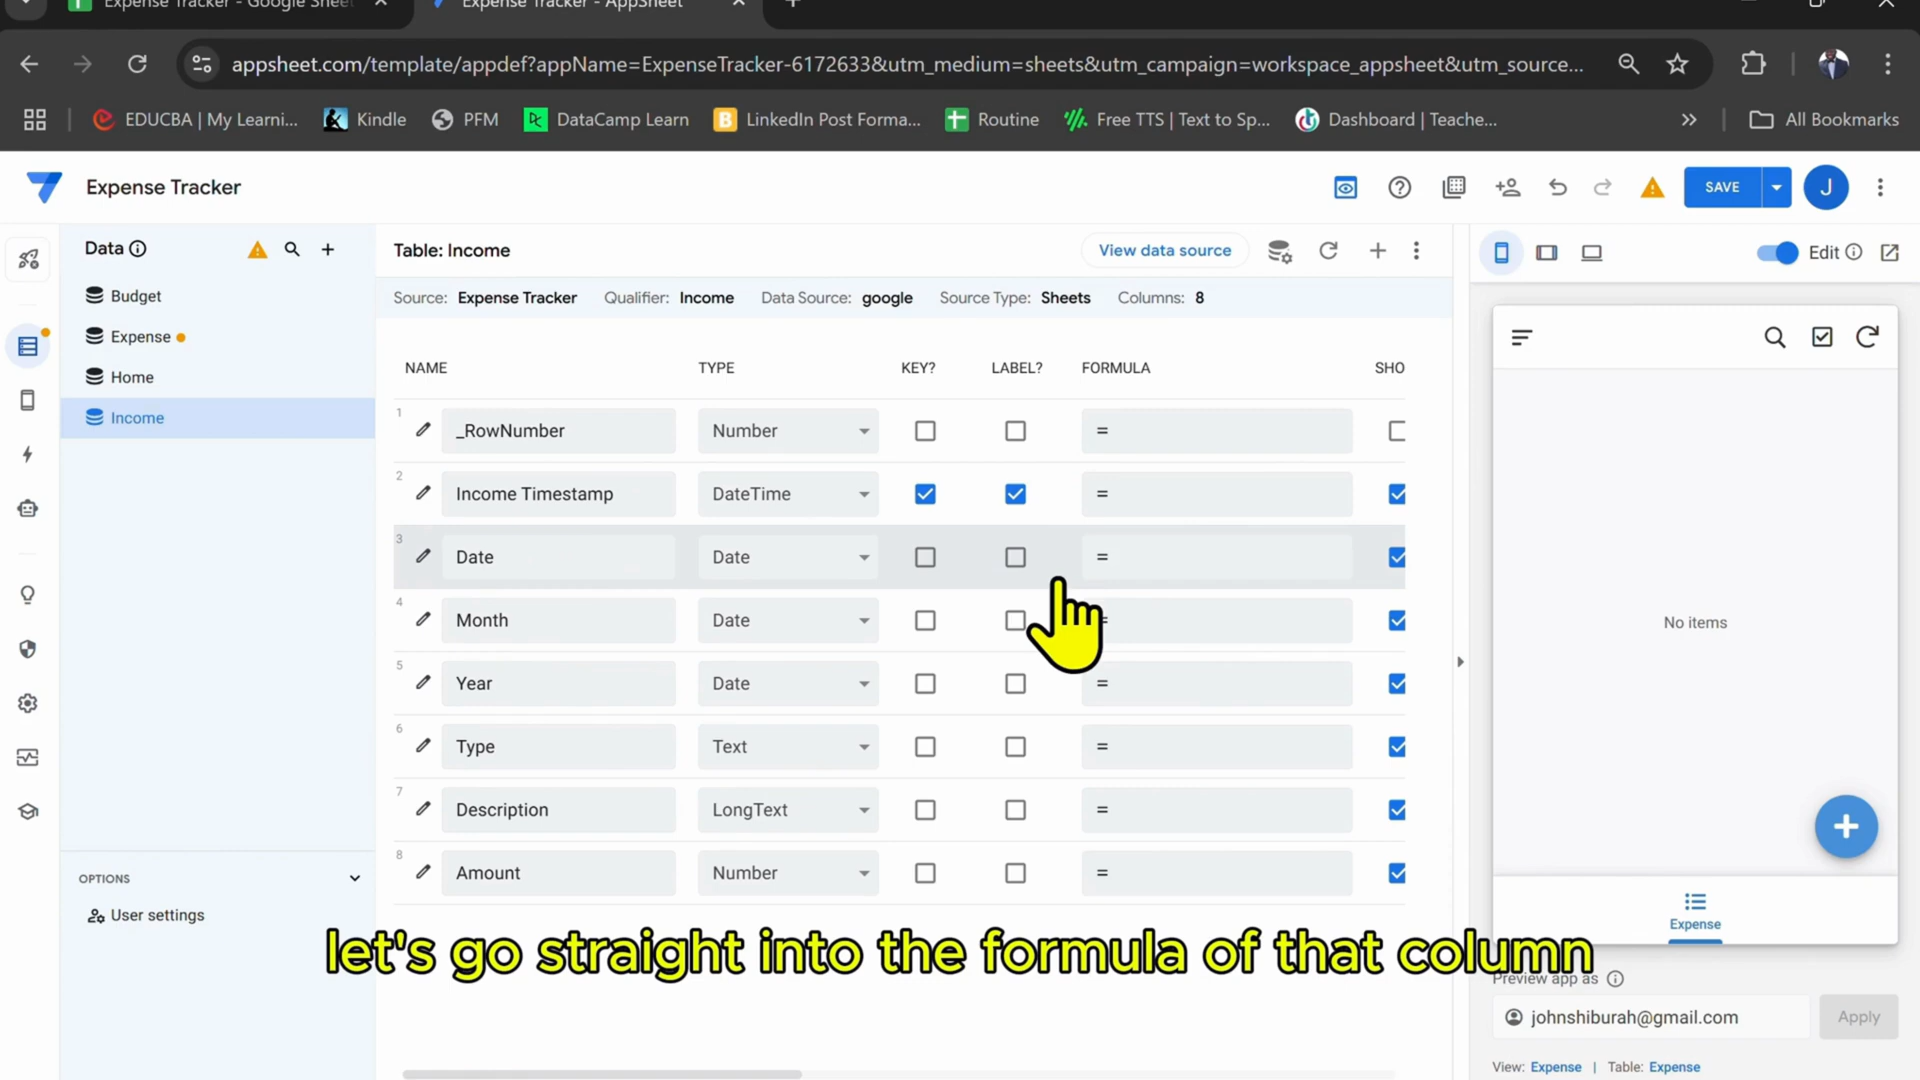 Expense Tracker - Google Sheet
Expense Tracker - AppSheet
appsheet.com/template/appdef?appName=ExpenseTracker-6172633&utm_medium=sheets&utm_campaign=workspace_appsheet&utm_source...
EDUCBA | My Learni...
Kindle
PFM
DataCamp Learn
LinkedIn Post Forma...
Routine
Free TTS | Text to Sp...
Dashboard | Teache...
All Bookmarks
Expense Tracker
SAVE
J
Data
Budget
Expense
Home
Income
OPTIONS
User settings
Table: Income
View data source
Source: Expense Tracker Qualifier: Income Data Source: google Source Type: Sheets Columns: 8
NAME TYPE KEY? LABEL? FORMULA SHO
1 _RowNumber Number =
2 Income Timestamp DateTime =
3 Date Date =
4 Month Date =
5 Year Date =
6 Type Text =
7 Description LongText =
8 Amount Number =
let's go straight into the formula of that column
Edit
No items
Expense
Preview app as
johnshiburah@gmail.com
Apply
View: Expense | Table: Expense